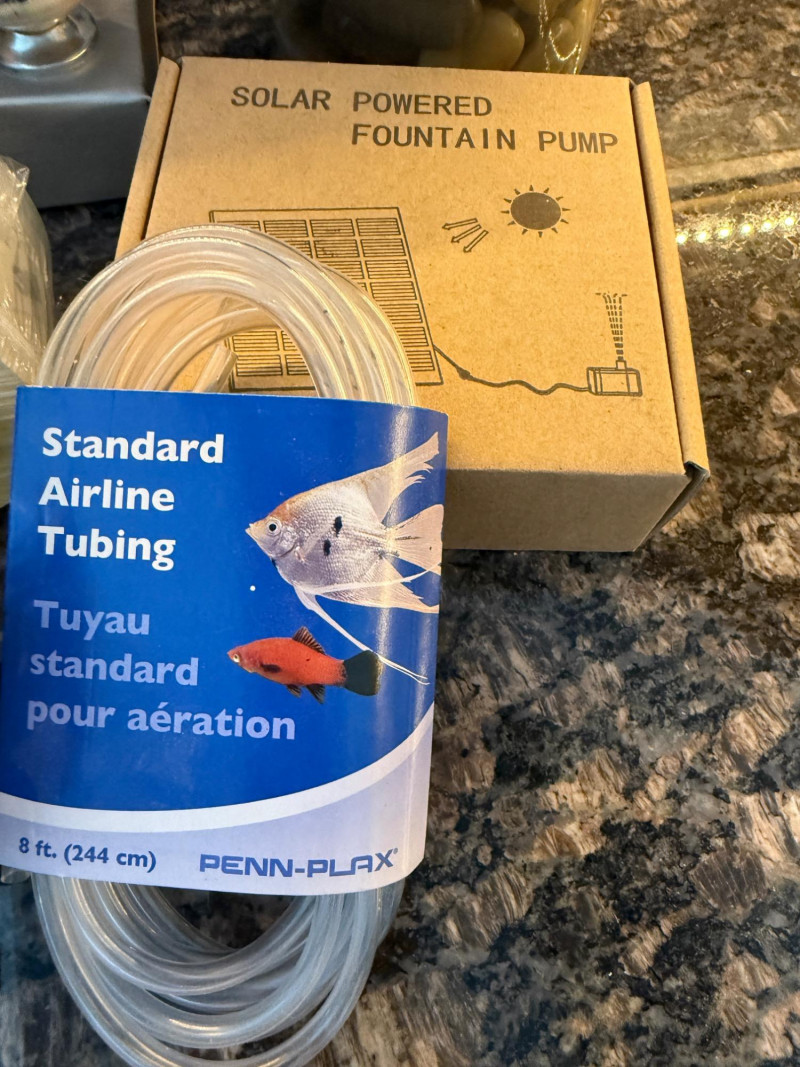 SOLAR POWERED
FOUNTAIN PUMP
Standard
Airline
Tubing
Tuyau
standard
pour aération
8 ft. (244 cm)
PENN-PLAX®